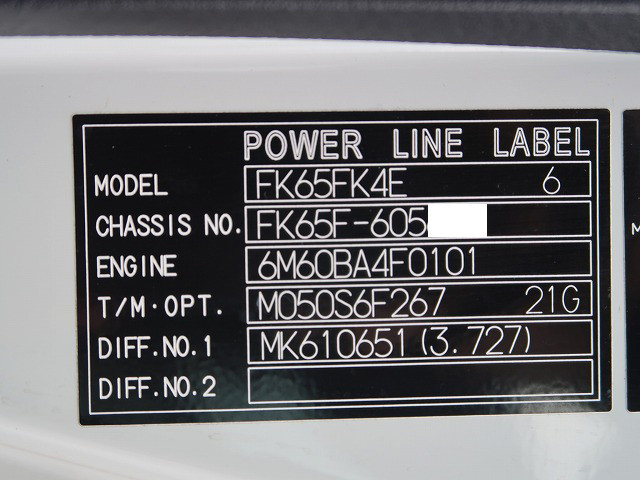 POWER LINE LABEL
MODEL FK65FK4E 6
CHASSIS NO. FK65F-605
ENGINE 6M60BA4F0101
T/M·OPT. M050S6F267 21G
DIFF.NO.1 MK610651(3.727)
DIFF.NO.2
M